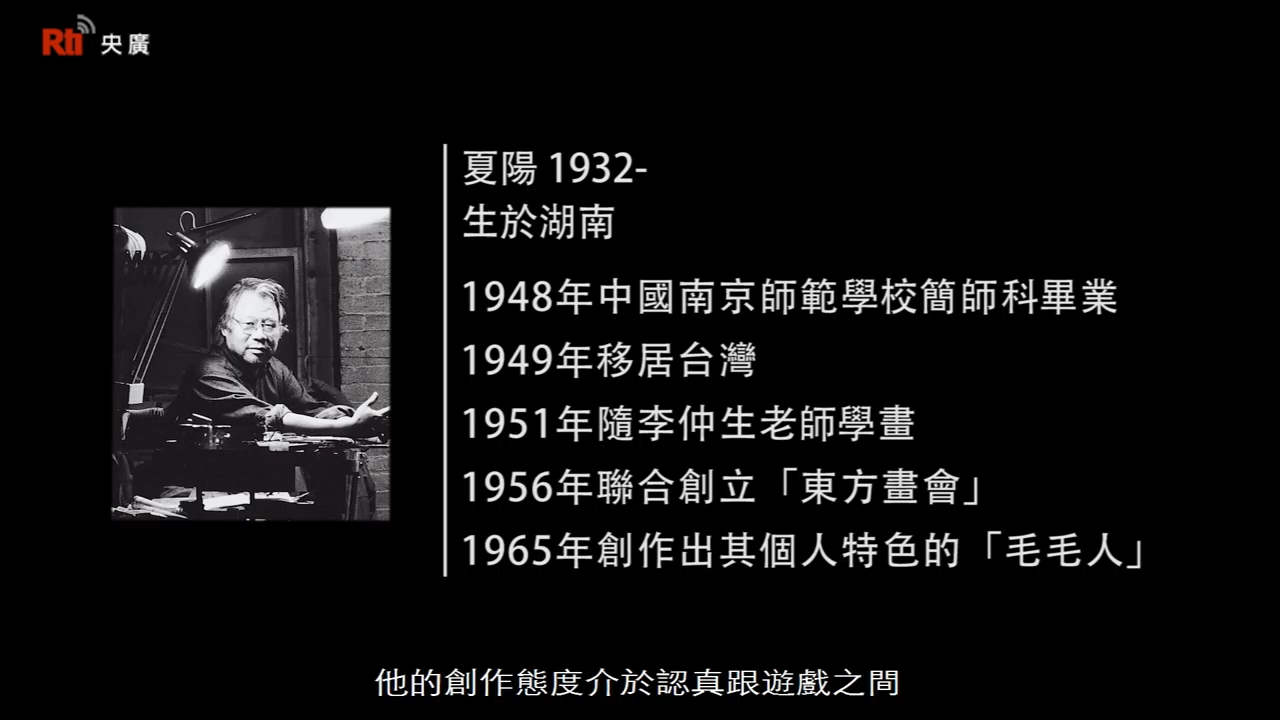 Rti 央廣
夏陽 1932-
生於湖南
1948年中國南京師範學校簡師科畢業
1949年移居台灣
1951年隨李仲生老師學畫
1956年聯合創立「東方畫會」
1965年創作出其個人特色的「毛毛人」
他的創作態度介於認真跟遊戲之間